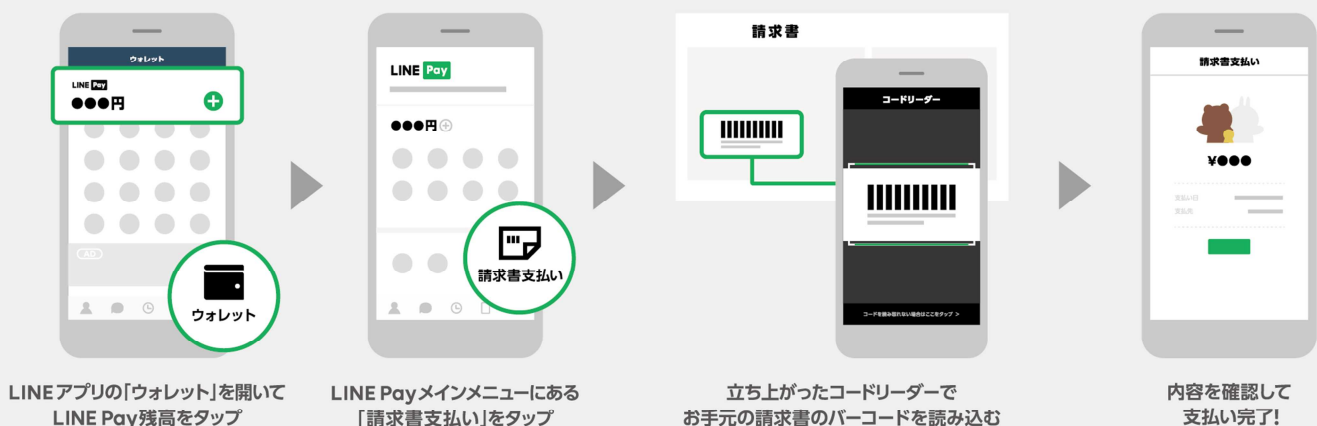 ウォレット
LINE Pay
●●●円
AD
ウォレット
LINEアプリの「ウォレット」を開いて
LINE Pay残高をタップ
LINE Pay
●●●円
請求書支払い
LINE Payメインメニューにある
「請求書支払い」をタップ
請求書
コードリーダー
コードを読み取れない場合はここをタップ >
立ち上がったコードリーダーで
お手元の請求書のバーコードを読み込む
請求書支払い
¥●●●
支払い日
支払先
内容を確認して
支払い完了!